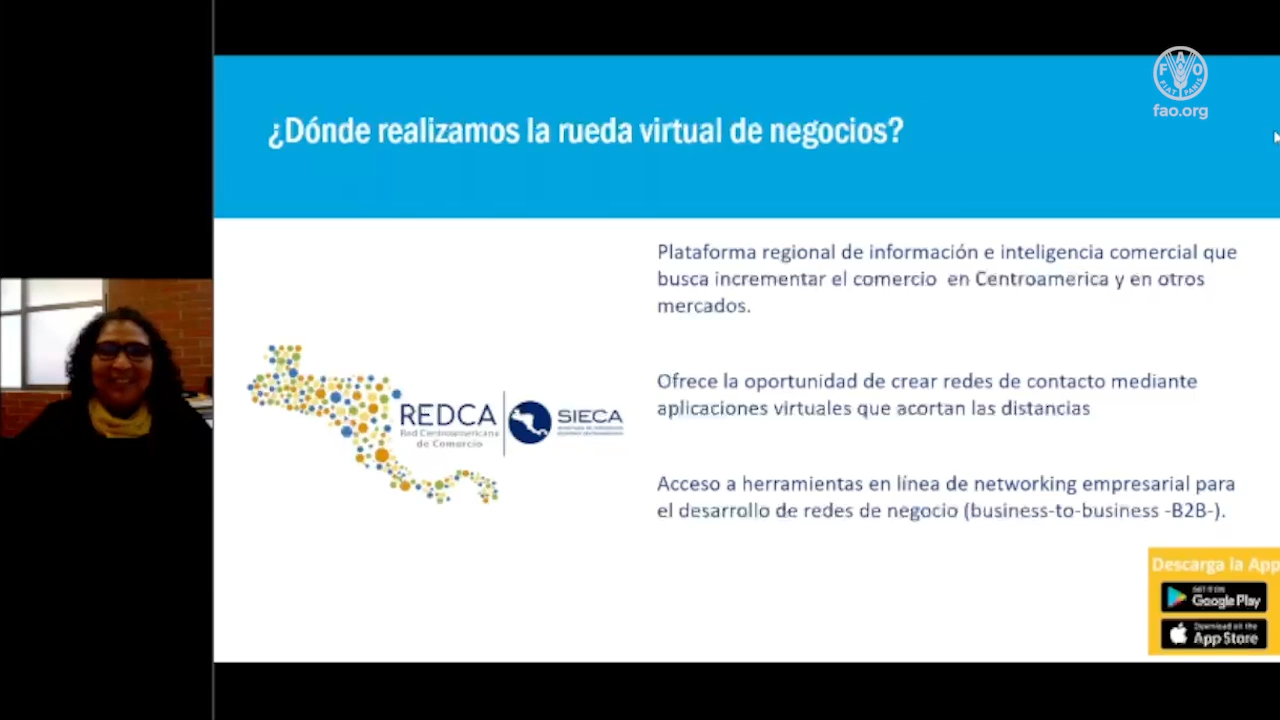 FAO
FIAT PANIS
fao.org
¿Dónde realizamos la rueda virtual de negocios?
Plataforma regional de información e inteligencia comercial que
busca incrementar el comercio en Centroamerica y en otros
mercados.
Ofrece la oportunidad de crear redes de contacto mediante
aplicaciones virtuales que acortan las distancias
REDCA
Red Centroamericana
de Comercio
SIECA
Acceso a herramientas en línea de networking empresarial para
el desarrollo de redes de negocio (business-to-business -B2B-).
Descarga la App
GET IT ON
Google Play
Download on the
App Store